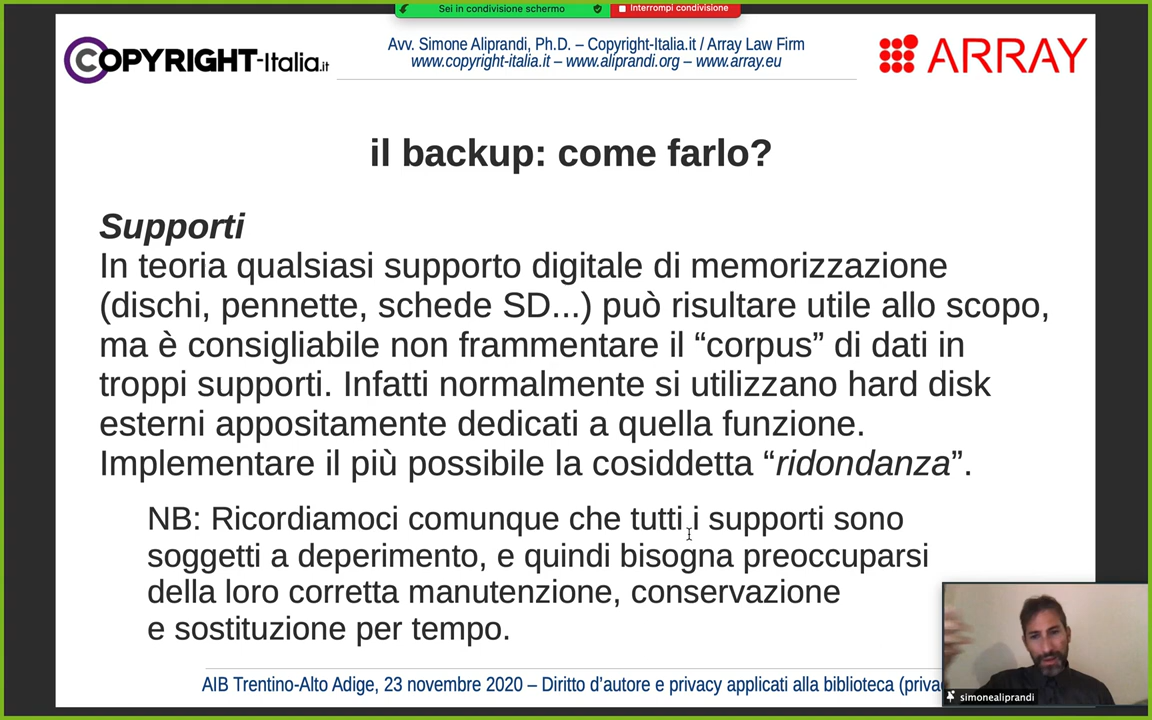 Sei in condivisione schermo
Interrompi condivisione
COPYRIGHT-Italia.it
Avv. Simone Aliprandi, Ph.D. – Copyright-Italia.it / Array Law Firm
www.copyright-italia.it – www.aliprandi.org – www.array.eu
ARRAY
il backup: come farlo?
Supporti
In teoria qualsiasi supporto digitale di memorizzazione
(dischi, pennette, schede SD...) può risultare utile allo scopo,
ma è consigliabile non frammentare il “corpus” di dati in
troppi supporti. Infatti normalmente si utilizzano hard disk
esterni appositamente dedicati a quella funzione.
Implementare il più possibile la cosiddetta “ridondanza”.
NB: Ricordiamoci comunque che tutti i supporti sono
soggetti a deperimento, e quindi bisogna preoccuparsi
della loro corretta manutenzione, conservazione
e sostituzione per tempo.
AIB Trentino-Alto Adige, 23 novembre 2020 – Diritto d’autore e privacy applicati alla biblioteca (priva
simonealiprandi